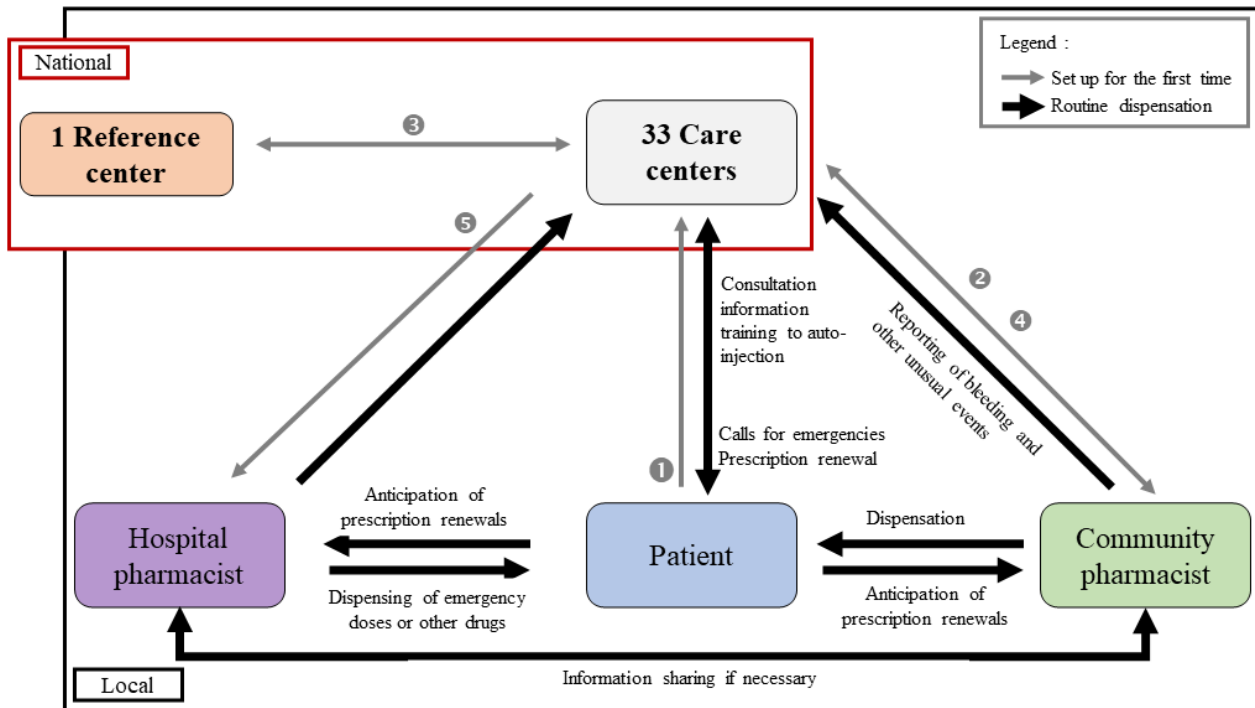 National
Legend :
Set up for the first time
Routine dispensation
1 Reference
center
❸
33 Care
centers
❺
❷
❹
Consultation
information
training to auto-
injection
Reporting of bleeding and
other unusual events
Calls for emergencies
Prescription renewal
❶
Hospital
pharmacist
Anticipation of
prescription renewals
Dispensing of emergency
doses or other drugs
Patient
Dispensation
Anticipation of
prescription renewals
Community
pharmacist
Information sharing if necessary
Local